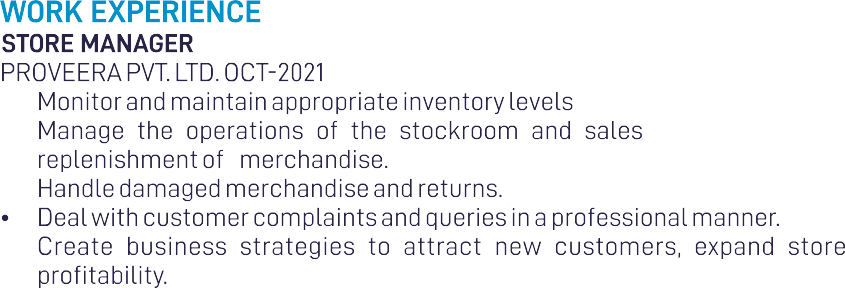 WORK EXPERIENCE
STORE MANAGER
PROVEERA PVT. LTD. OCT-2021
Monitor and maintain appropriate inventory levels
Manage the operations of the stockroom and sales
replenishment of merchandise.
Handle damaged merchandise and returns.
• Deal with customer complaints and queries in a professional manner.
Create business strategies to attract new customers, expand store
profitability.